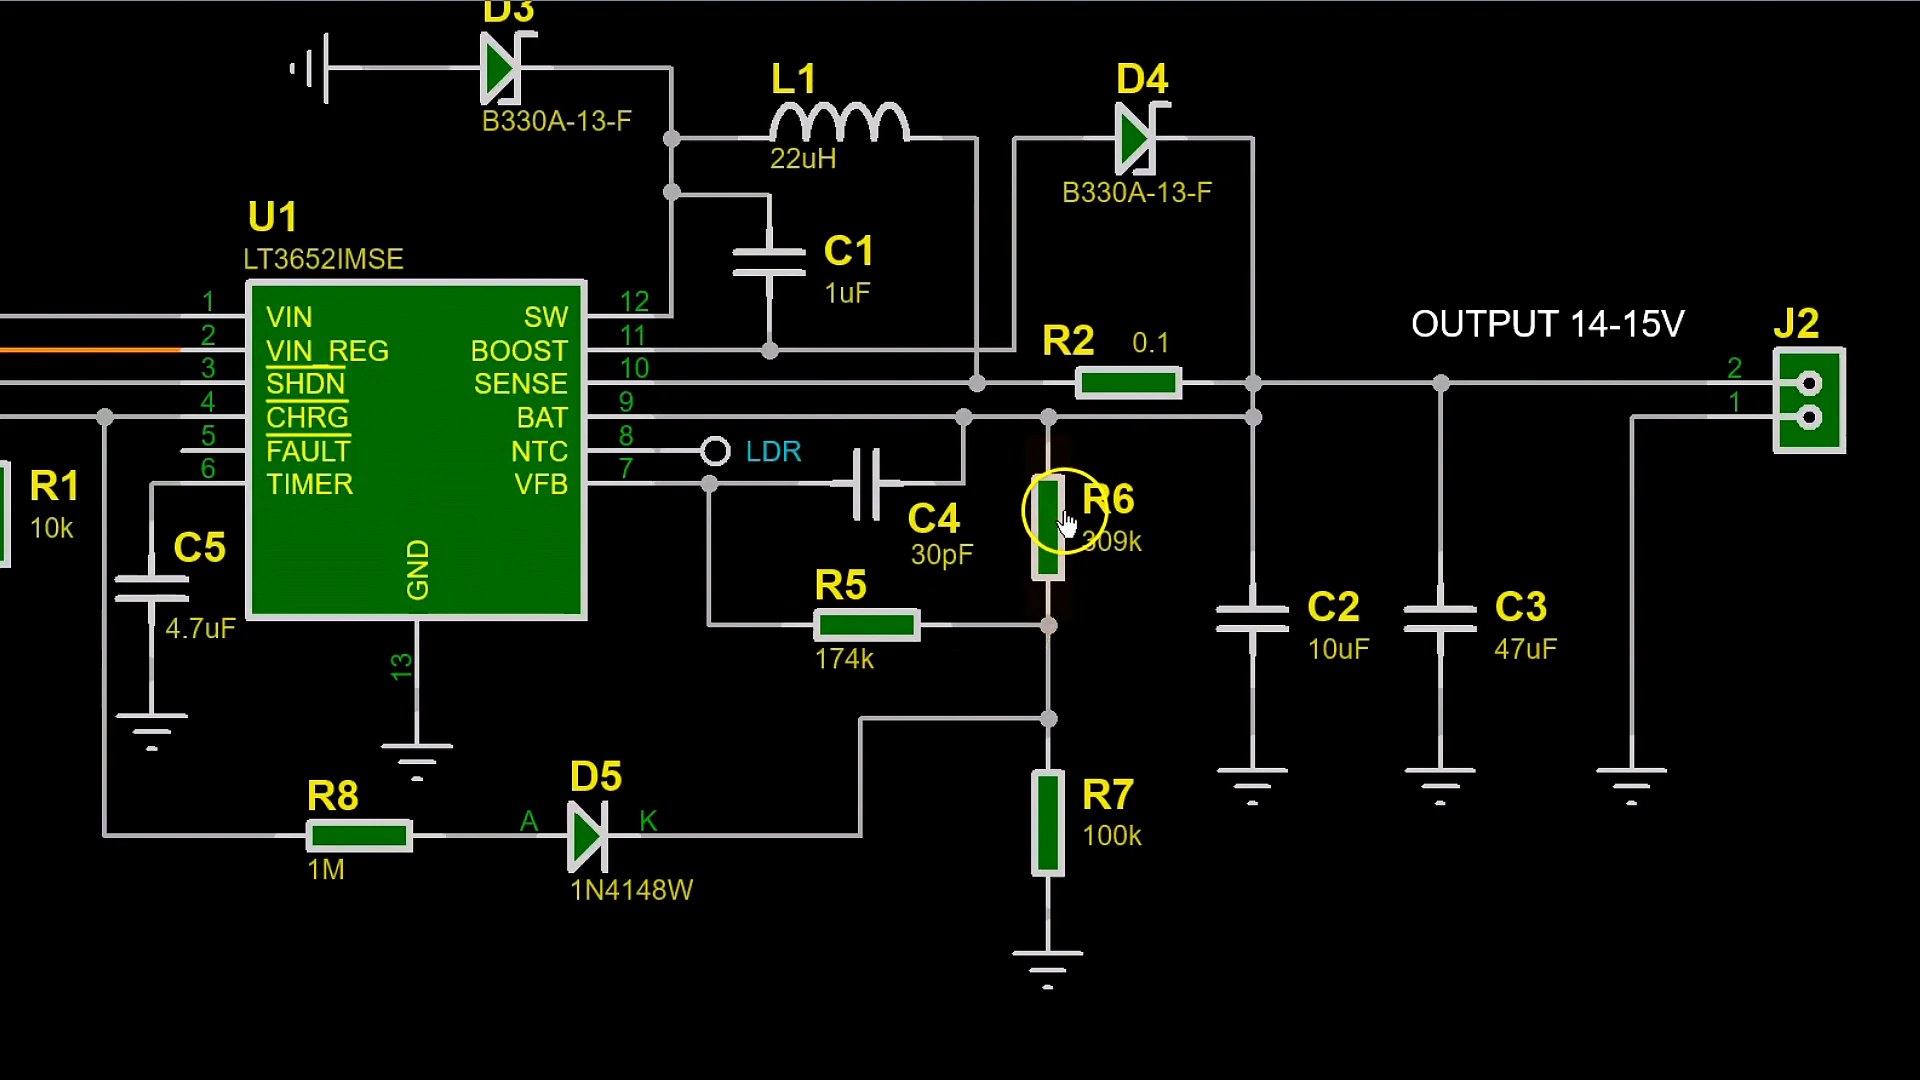 D3
B330A-13-F
L1
22uH
D4
B330A-13-F
U1
LT3652IMSE
C1
1uF
1 VIN
2 VIN_REG
3 SHDN
4 CHRG
5 FAULT
6 TIMER
SW 12
BOOST 11
SENSE 10
BAT 9
NTC 8
VFB 7
GND
13
LDR
R2 0.1
OUTPUT 14-15V
J2
2
1
R1
10k
C5
4.7uF
C4
30pF
R6
309k
R5
174k
C2
10uF
C3
47uF
R8
1M
D5
A K
1N4148W
R7
100k